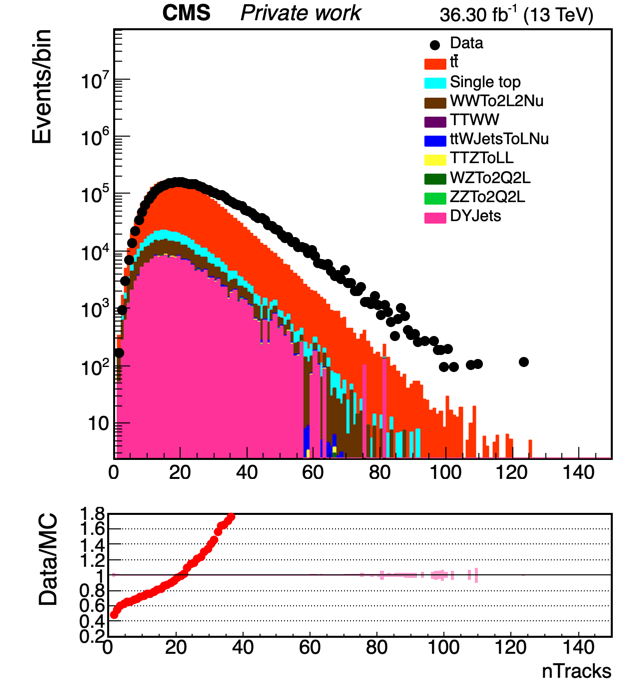 CMS Private work 36.30 fb⁻¹ (13 TeV)
Events/bin
10⁷
10⁶
10⁵
10⁴
10³
10²
10
Data
tt̄
Single top
WWTo2L2Nu
TTWW
ttWJetsToLNu
TTZToLL
WZTo2Q2L
ZZTo2Q2L
DYJets
0 20 40 60 80 100 120 140
Data/MC
1.8
1.6
1.4
1.2
1
0.8
0.6
0.4
0.2
0 20 40 60 80 100 120 140
nTracks